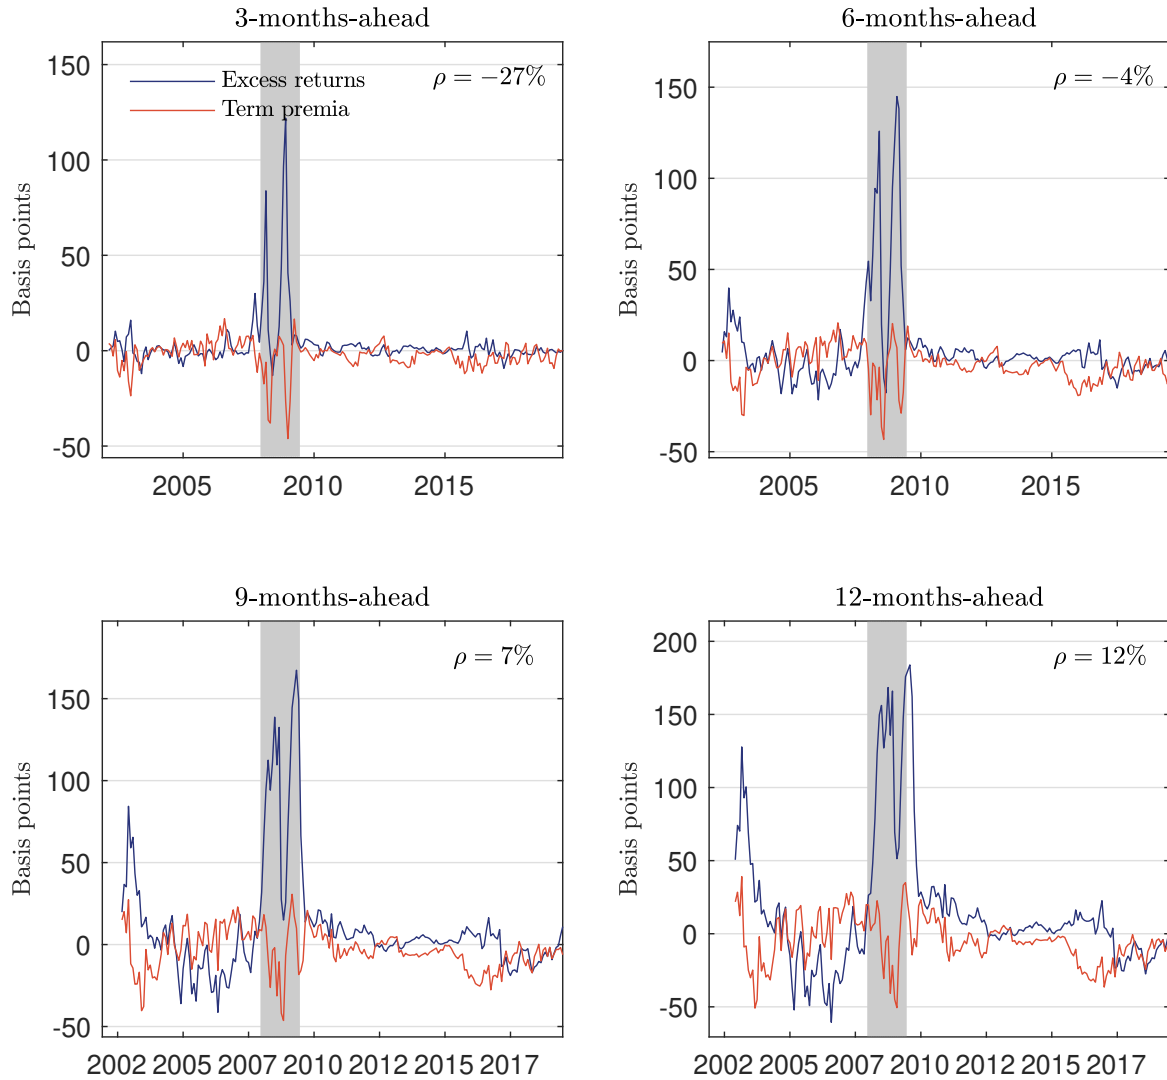 3-months-ahead
150
100
50
0
-50
Basis points
Excess returns
Term premia
ρ = −27%
2005 2010 2015
6-months-ahead
150
100
50
0
-50
Basis points
ρ = −4%
2005 2010 2015
9-months-ahead
150
100
50
0
-50
Basis points
ρ = 7%
2002 2005 2007 2010 2012 2015 2017
12-months-ahead
200
150
100
50
0
-50
Basis points
ρ = 12%
2002 2005 2007 2010 2012 2015 2017